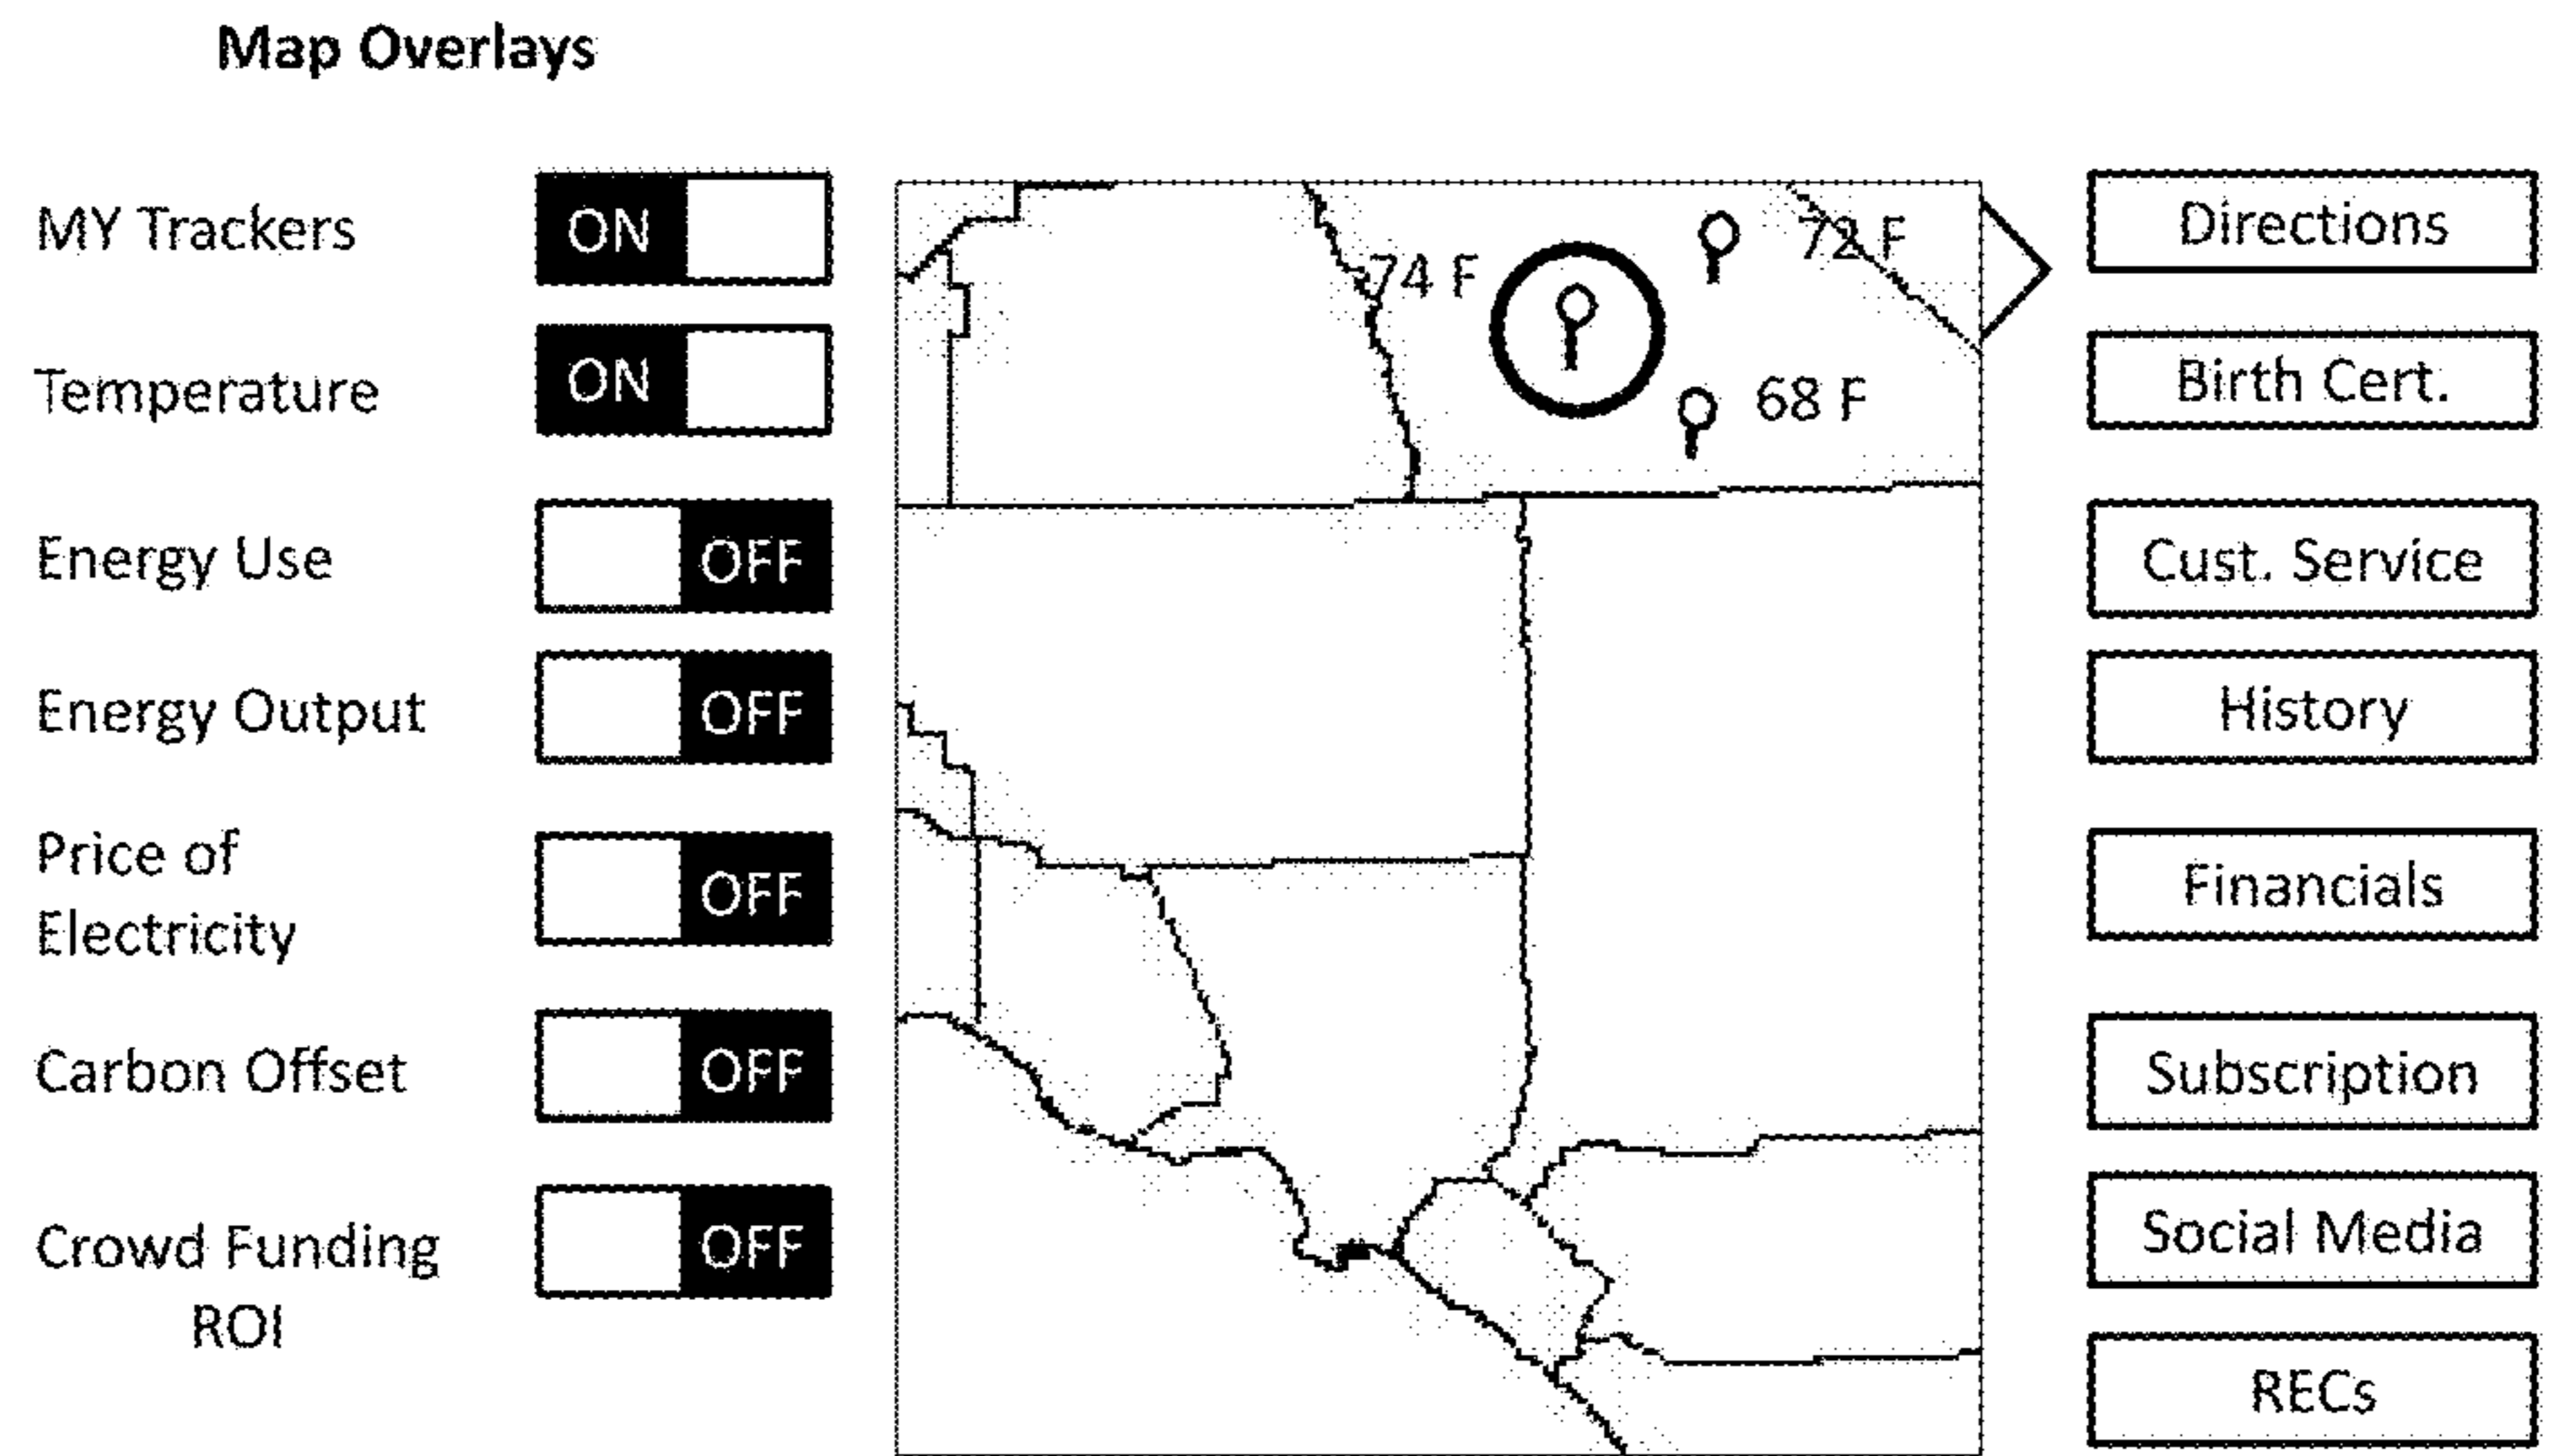 Map Overlays
MY Trackers
ON
Temperature
ON
Energy Use
OFF
Energy Output
OFF
Price of
Electricity
OFF
Carbon Offset
OFF
Crowd Funding
ROI
OFF
74 F
72 F
68 F
Directions
Birth Cert.
Cust. Service
History
Financials
Subscription
Social Media
RECs